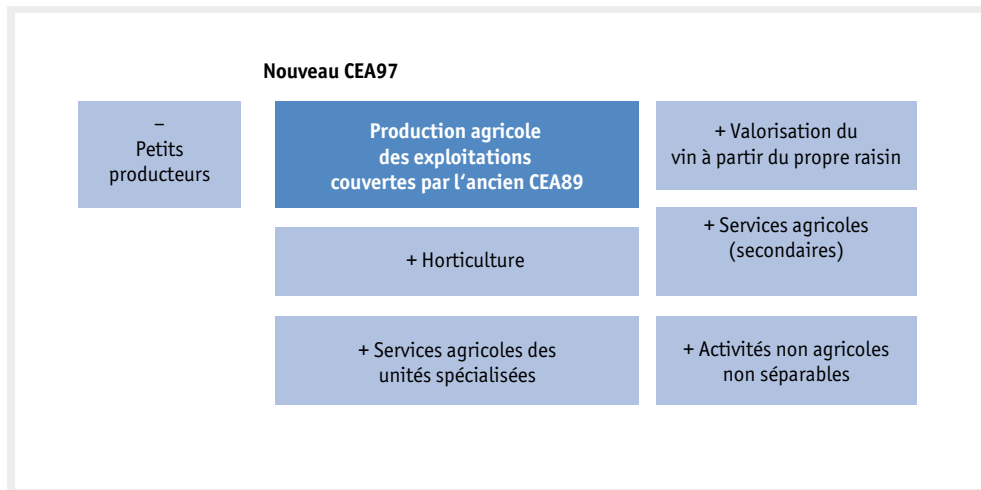 Nouveau CEA97
–
Petits
producteurs
Production agricole
des exploitations
couvertes par l‘ancien CEA89
+ Valorisation du
vin à partir du propre raisin
+ Horticulture
+ Services agricoles
(secondaires)
+ Services agricoles des
unités spécialisées
+ Activités non agricoles
non séparables